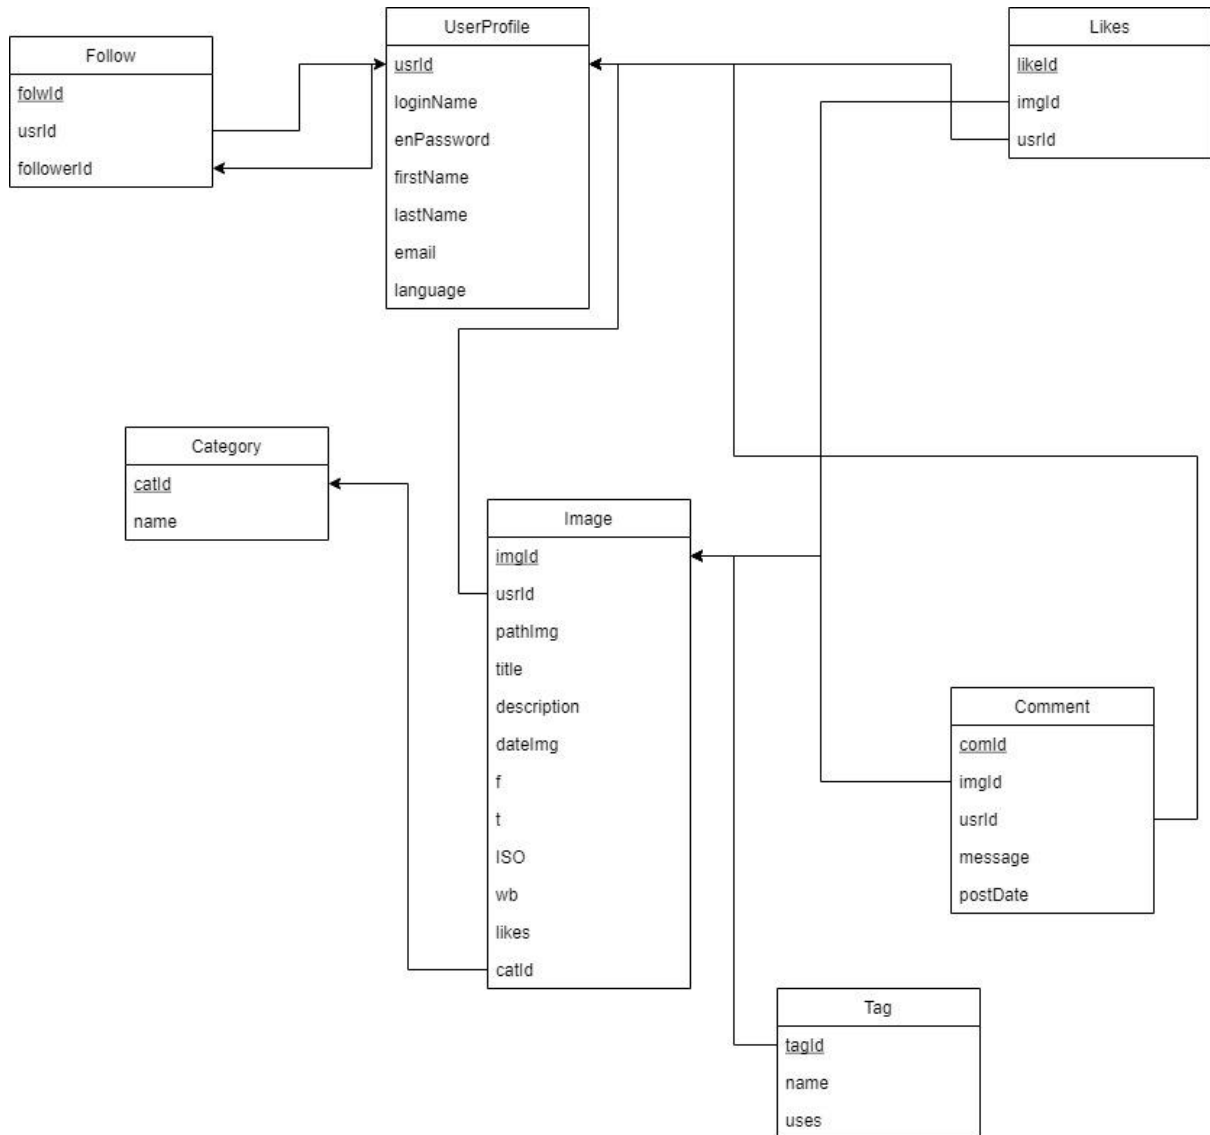 Follow
folwId
usrId
followerId
UserProfile
usrId
loginName
enPassword
firstName
lastName
email
language
Likes
likeId
imgId
usrId
Category
catId
name
Image
imgId
usrId
pathImg
title
description
dateImg
f
t
ISO
wb
likes
catId
Comment
comId
imgId
usrId
message
postDate
Tag
tagId
name
uses